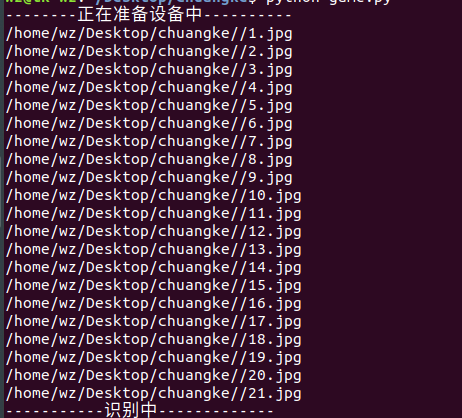 --------正在准备设备中----------
/home/wz/Desktop/chuangke//1.jpg
/home/wz/Desktop/chuangke//2.jpg
/home/wz/Desktop/chuangke//3.jpg
/home/wz/Desktop/chuangke//4.jpg
/home/wz/Desktop/chuangke//5.jpg
/home/wz/Desktop/chuangke//6.jpg
/home/wz/Desktop/chuangke//7.jpg
/home/wz/Desktop/chuangke//8.jpg
/home/wz/Desktop/chuangke//9.jpg
/home/wz/Desktop/chuangke//10.jpg
/home/wz/Desktop/chuangke//11.jpg
/home/wz/Desktop/chuangke//12.jpg
/home/wz/Desktop/chuangke//13.jpg
/home/wz/Desktop/chuangke//14.jpg
/home/wz/Desktop/chuangke//15.jpg
/home/wz/Desktop/chuangke//16.jpg
/home/wz/Desktop/chuangke//17.jpg
/home/wz/Desktop/chuangke//18.jpg
/home/wz/Desktop/chuangke//19.jpg
/home/wz/Desktop/chuangke//20.jpg
/home/wz/Desktop/chuangke//21.jpg
-----------识别中-------------